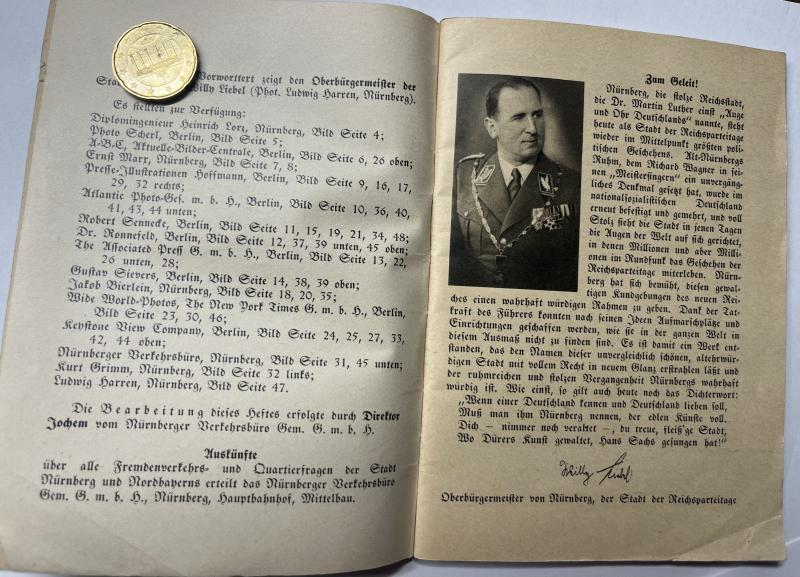 Vorworttext zeigt den Oberbürgermeister der
Willy Liebel (Phot. Ludwig Harren, Nürnberg).
Es stellten zur Verfügung:
Diplomingenieur Heinrich Lorz, Nürnberg, Bild Seite 4;
Photo Scherl, Berlin, Bild Seite 5;
A-B-C, Aktuelle-Bilder-Centrale, Berlin, Bild Seite 6, 26 oben;
Ernst Marx, Nürnberg, Bild Seite 7, 8;
Presse-Illustrationen Hoffmann, Berlin, Bild Seite 9, 16, 17,
29, 32 rechts;
Atlantic Photo-Ges. m. b. H., Berlin, Bild Seite 10, 36, 40,
41, 43, 44 unten;
Robert Sennecke, Berlin, Bild Seite 11, 15, 19, 21, 34, 48;
Dr. Ronnefeld, Berlin, Bild Seite 12, 37, 39 unten, 45 oben;
The Associated Preß G. m. b. H., Berlin, Bild Seite 13, 22,
26 unten, 28;
Gustav Sievers, Berlin, Bild Seite 14, 38, 39 oben;
Jakob Bierlein, Nürnberg, Bild Seite 18, 20, 35;
Wide World-Photos, The New York Times G. m. b. H., Berlin,
Bild Seite 23, 30, 46;
Keystone View Company, Berlin, Bild Seite 24, 25, 27, 33,
42, 44 oben;
Nürnberger Verkehrsbüro, Nürnberg, Bild Seite 31, 45 unten;
Kurt Grimm, Nürnberg, Bild Seite 32 links;
Ludwig Harren, Nürnberg, Bild Seite 47.
Die Bearbeitung dieses Heftes erfolgte durch Direktor
Jochem vom Nürnberger Verkehrsbüro Gem. G. m. b. H.
Auskünfte
über alle Fremdenverkehrs- und Quartierfragen der Stadt
Nürnberg und Nordbayerns erteilt das Nürnberger Verkehrsbüro
Gem. G. m. b. H., Nürnberg, Hauptbahnhof, Mittelbau.
Zum Geleit!
Nürnberg, die stolze Reichsstadt,
die Dr. Martin Luther einst „Auge
und Ohr Deutschlands“ nannte, steht
heute als Stadt der Reichsparteitage
wieder im Mittelpunkt größten poli-
tischen Geschehens. Alt-Nürnbergs
Ruhm, dem Richard Wagner in sei-
nen „Meistersingern“ ein unvergäng-
liches Denkmal gesetzt hat, wurde im
nationalsozialistischen Deutschland
erneut befestigt und gemehrt, und voll
Stolz sieht die Stadt in jenen Tagen
die Augen der Welt auf sich gerichtet,
in denen Millionen und aber Millio-
nen im Rundfunk das Geschehen der
Reichsparteitage miterleben. Nürn-
berg hat sich bemüht, diesen gewal-
tigen Kundgebungen des neuen Rei-
ches einen wahrhaft würdigen Rahmen zu geben. Dank der Tat-
kraft des Führers konnten nach seinen Ideen Aufmarschplätze und
Einrichtungen geschaffen werden, wie sie in der ganzen Welt in
diesem Ausmaß nicht zu finden sind. Es ist damit ein Werk ent-
standen, das den Namen dieser unvergleichlich schönen, altehrwür-
digen Stadt mit vollem Recht in neuem Glanz erstrahlen läßt und
der ruhmreichen und stolzen Vergangenheit Nürnbergs wahrhaft
würdig ist. Wie einst, so gilt auch heute noch das Dichterwort:
„Wenn einer Deutschland kennen und Deutschland lieben soll,
Muß man ihm Nürnberg nennen, der edlen Künste voll.
Dich – nimmer noch veraltet –, du treue, fleiß'ge Stadt,
Wo Dürers Kunst gewaltet, Hans Sachs gesungen hat!“
Willy Liebel
Oberbürgermeister von Nürnberg, der Stadt der Reichsparteitage